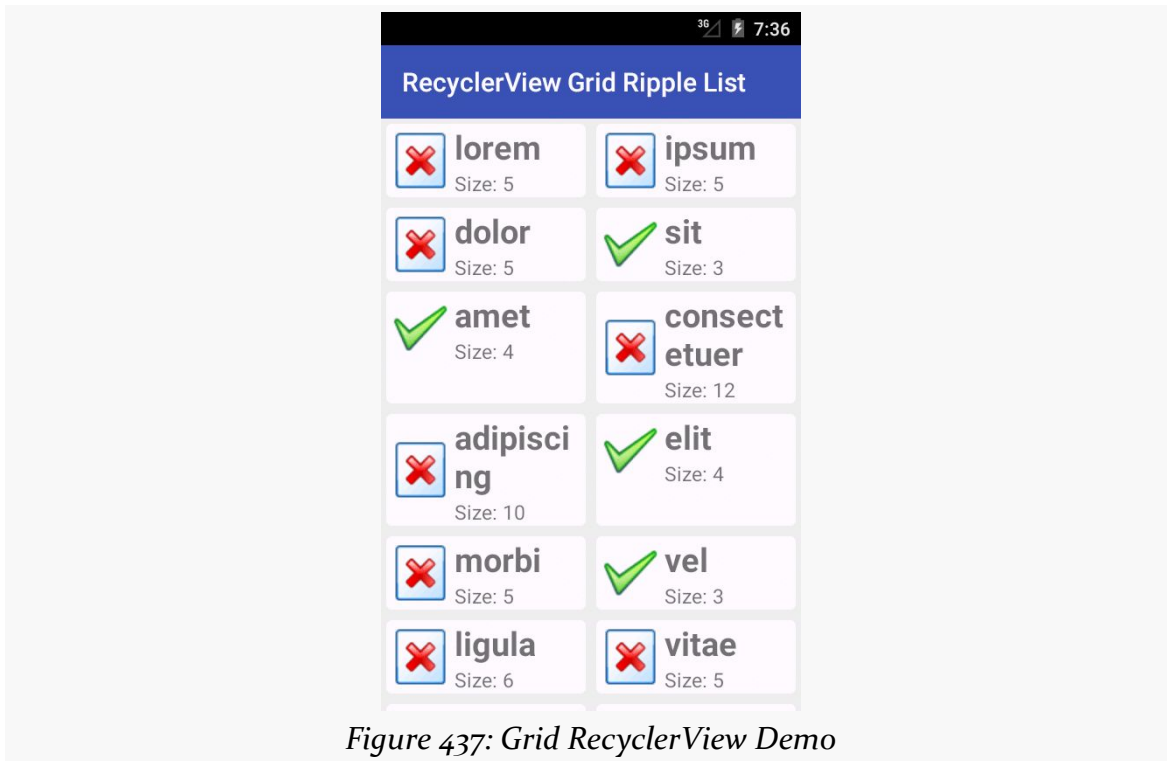 3G 7:36
RecyclerView Grid Ripple List
lorem
Size: 5
ipsum
Size: 5
dolor
Size: 5
sit
Size: 3
amet
Size: 4
consect
etuer
Size: 12
adipisci
ng
Size: 10
elit
Size: 4
morbi
Size: 5
vel
Size: 3
ligula
Size: 6
vitae
Size: 5
Figure 437: Grid RecyclerView Demo